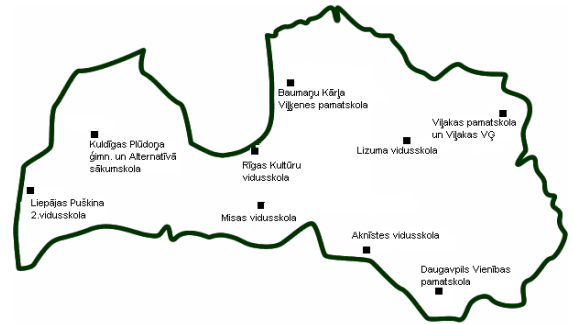 Baumaņu Kārļa
Viļķenes pamatskola
Viļakas pamatskola
un Viļakas VĢ
Kuldīgas Plūdoņa
ģimn. un Alternatīvā
sākumskola
Lizuma vidusskola
Rīgas Kultūru
vidusskola
Liepājas Puškina
2.vidusskola
Misas vidusskola
Aknīstes vidusskola
Daugavpils Vienības
pamatskola